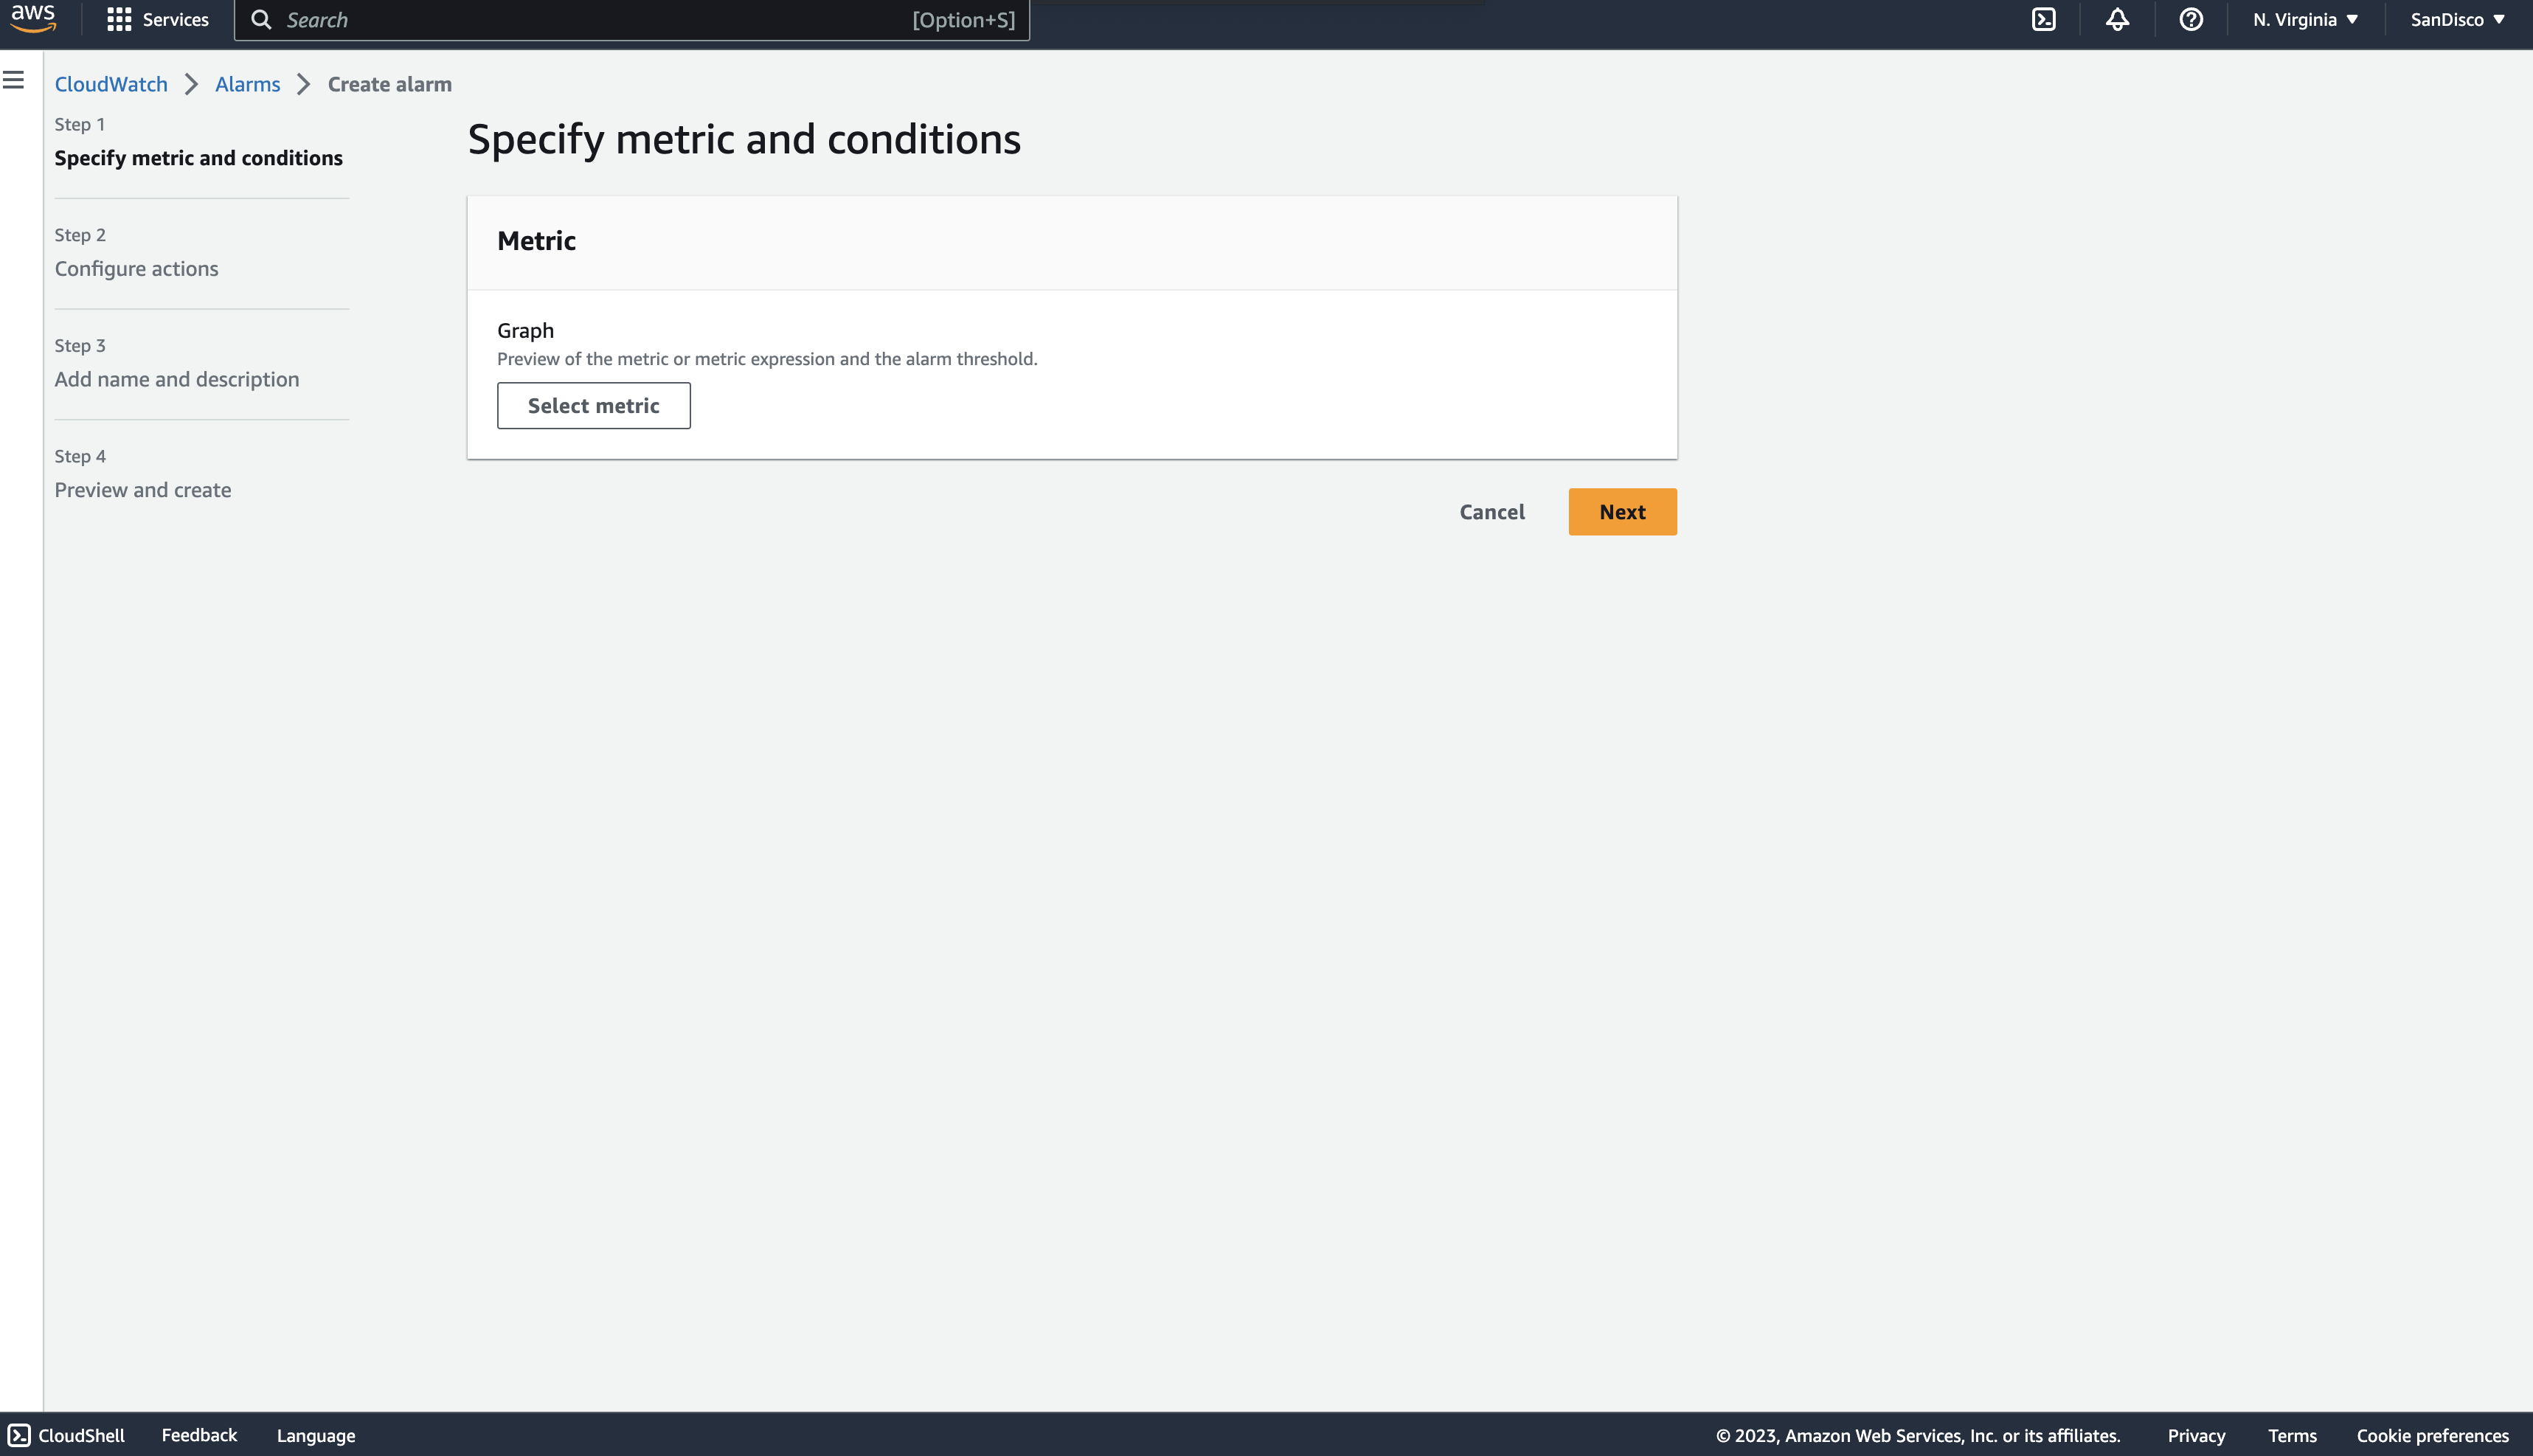 aws
Services
Search [Option+S]
N. Virginia
SanDisco
CloudWatch Alarms Create alarm
Step 1
Specify metric and conditions
Step 2
Configure actions
Step 3
Add name and description
Step 4
Preview and create
Specify metric and conditions
Metric
Graph
Preview of the metric or metric expression and the alarm threshold.
Select metric
Cancel Next
CloudShell Feedback Language
© 2023, Amazon Web Services, Inc. or its affiliates. Privacy Terms Cookie preferences